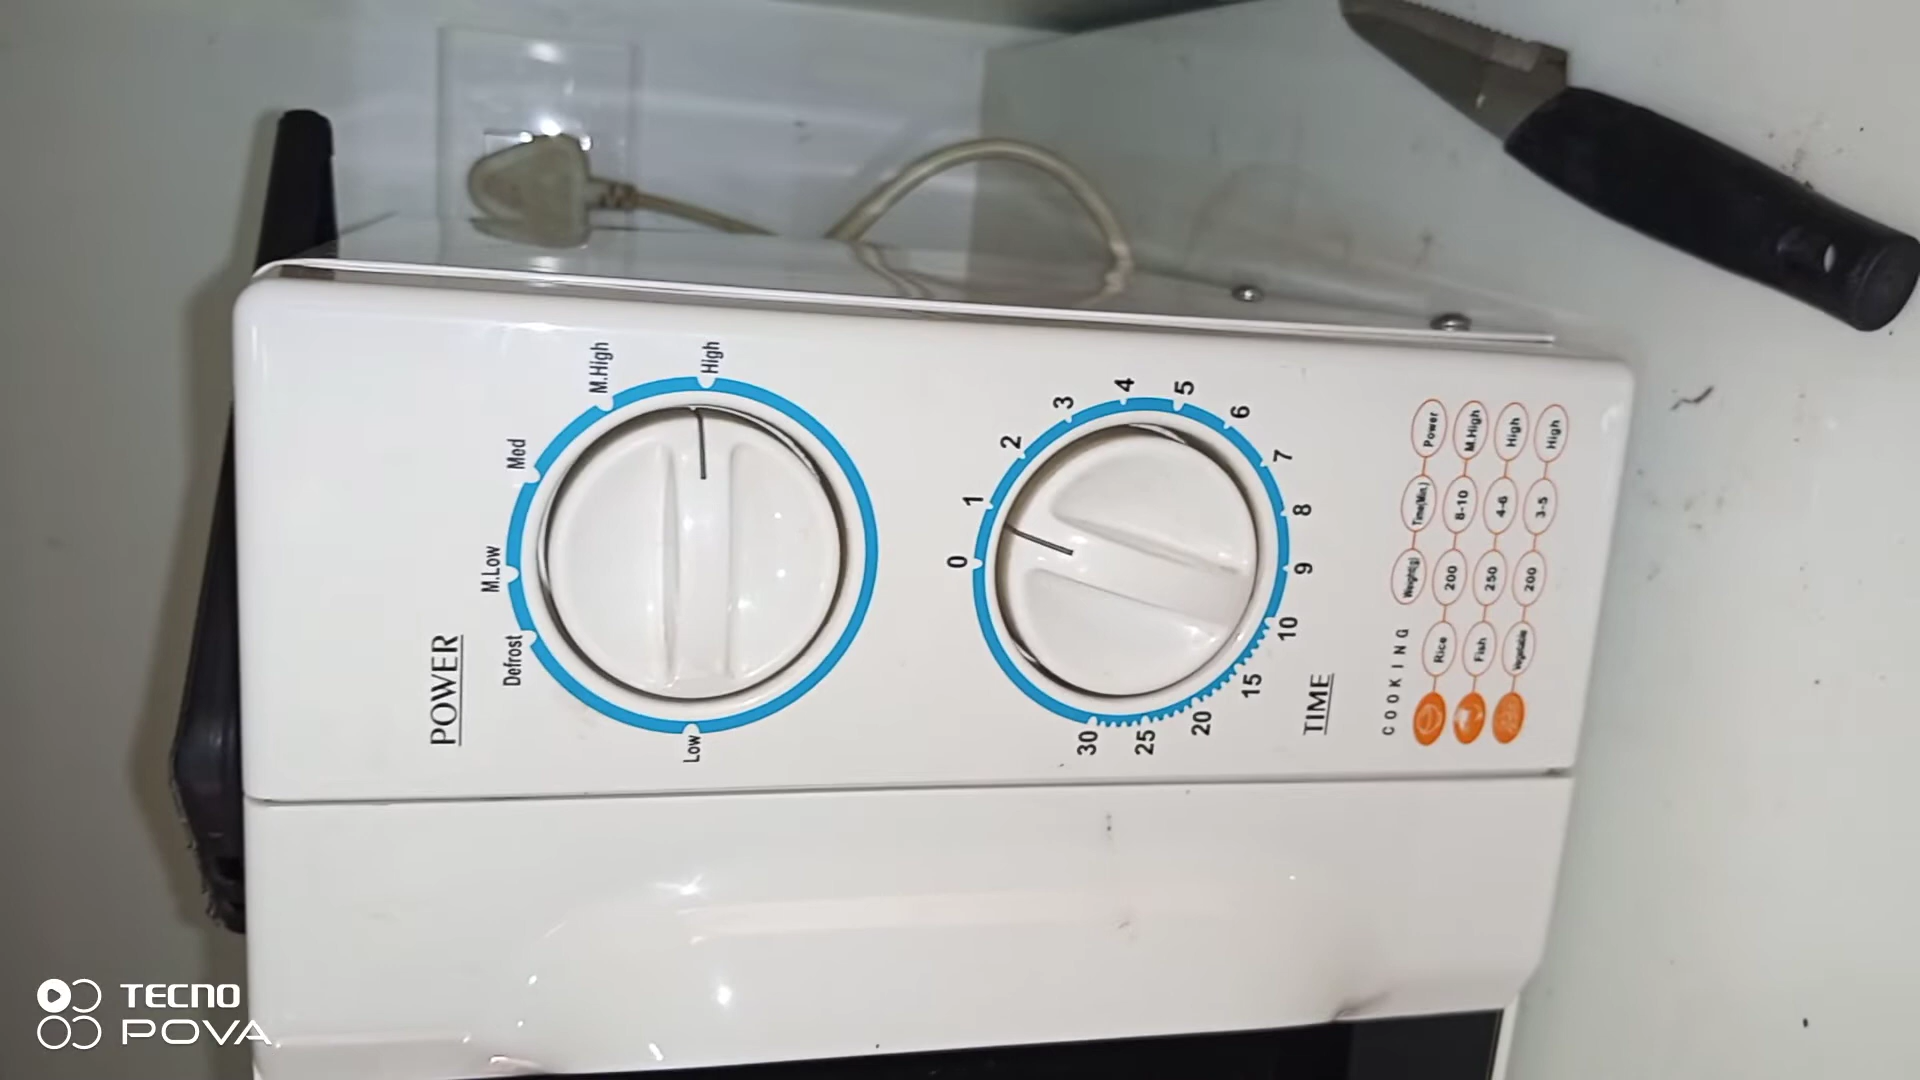 POWER
Low
Defrost
M.Low
Med
M.High
High
0
1
2
3
4
5
6
7
8
9
10
15
20
25
30
TIME
COOKING
Weight(g) Time(Min.) Power
Rice 200 8-10 M.High
Fish 250 4-6 High
Vegetable 200 3-5 High
TECNO
POVA